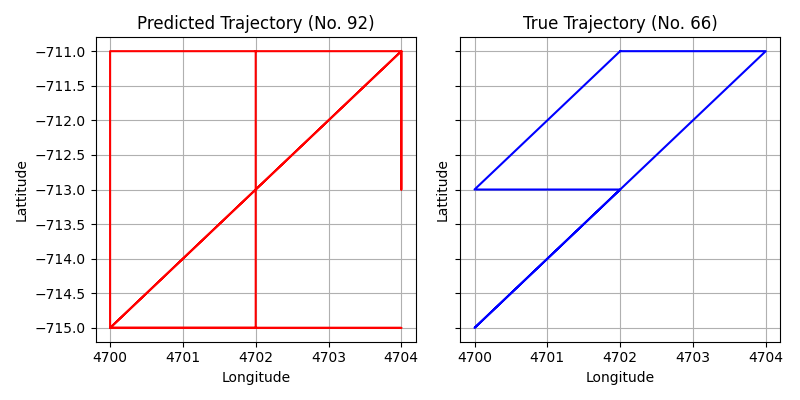 Predicted Trajectory (No. 92)
True Trajectory (No. 66)
Lattitude
−711.0
−711.5
−712.0
−712.5
−713.0
−713.5
−714.0
−714.5
−715.0
Lattitude
4700 4701 4702 4703 4704
4700 4701 4702 4703 4704
Longitude
Longitude